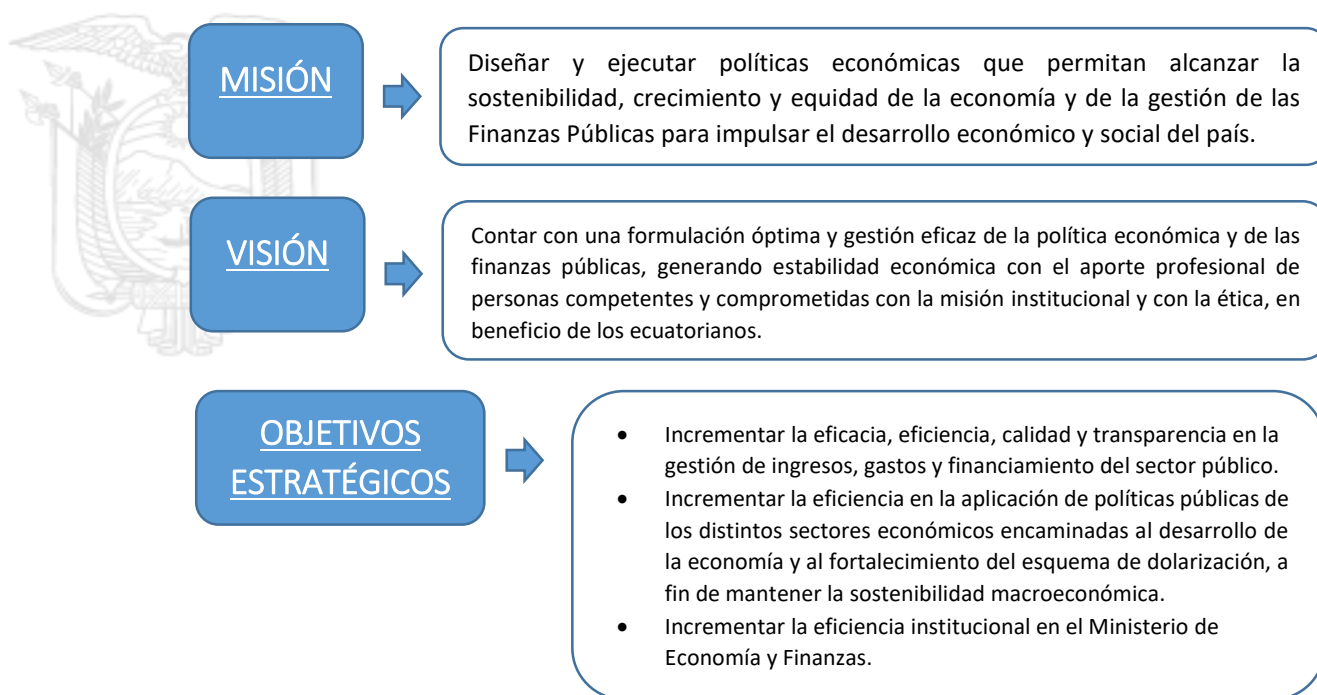 MISIÓN
Diseñar y ejecutar políticas económicas que permitan alcanzar la
sostenibilidad, crecimiento y equidad de la economía y de la gestión de las
Finanzas Públicas para impulsar el desarrollo económico y social del país.
VISIÓN
Contar con una formulación óptima y gestión eficaz de la política económica y de las
finanzas públicas, generando estabilidad económica con el aporte profesional de
personas competentes y comprometidas con la misión institucional y con la ética, en
beneficio de los ecuatorianos.
OBJETIVOS
ESTRATÉGICOS
• Incrementar la eficacia, eficiencia, calidad y transparencia en la
gestión de ingresos, gastos y financiamiento del sector público.
• Incrementar la eficiencia en la aplicación de políticas públicas de
los distintos sectores económicos encaminadas al desarrollo de
la economía y al fortalecimiento del esquema de dolarización, a
fin de mantener la sostenibilidad macroeconómica.
• Incrementar la eficiencia institucional en el Ministerio de
Economía y Finanzas.